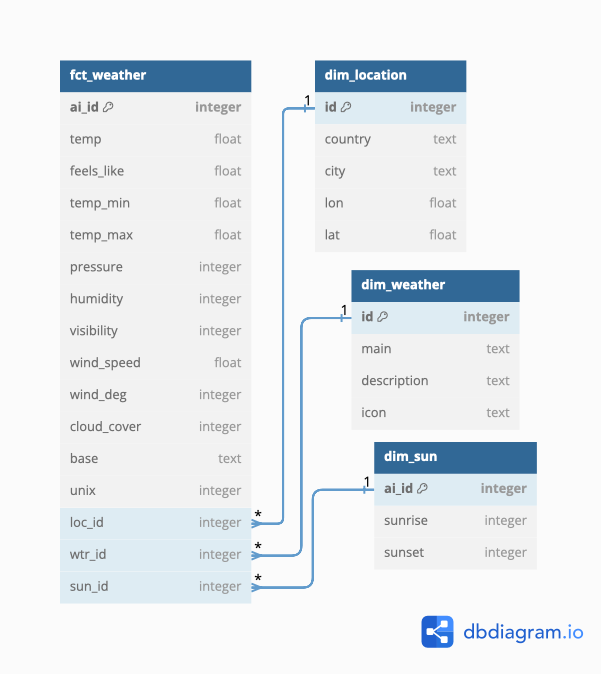 fct_weather
ai_id integer
temp float
feels_like float
temp_min float
temp_max float
pressure integer
humidity integer
visibility integer
wind_speed float
wind_deg integer
cloud_cover integer
base text
unix integer
loc_id integer *
wtr_id integer *
sun_id integer *
dim_location
1 id integer
country text
city text
lon float
lat float
dim_weather
1 id integer
main text
description text
icon text
dim_sun
1 ai_id integer
sunrise integer
sunset integer
dbdiagram.io